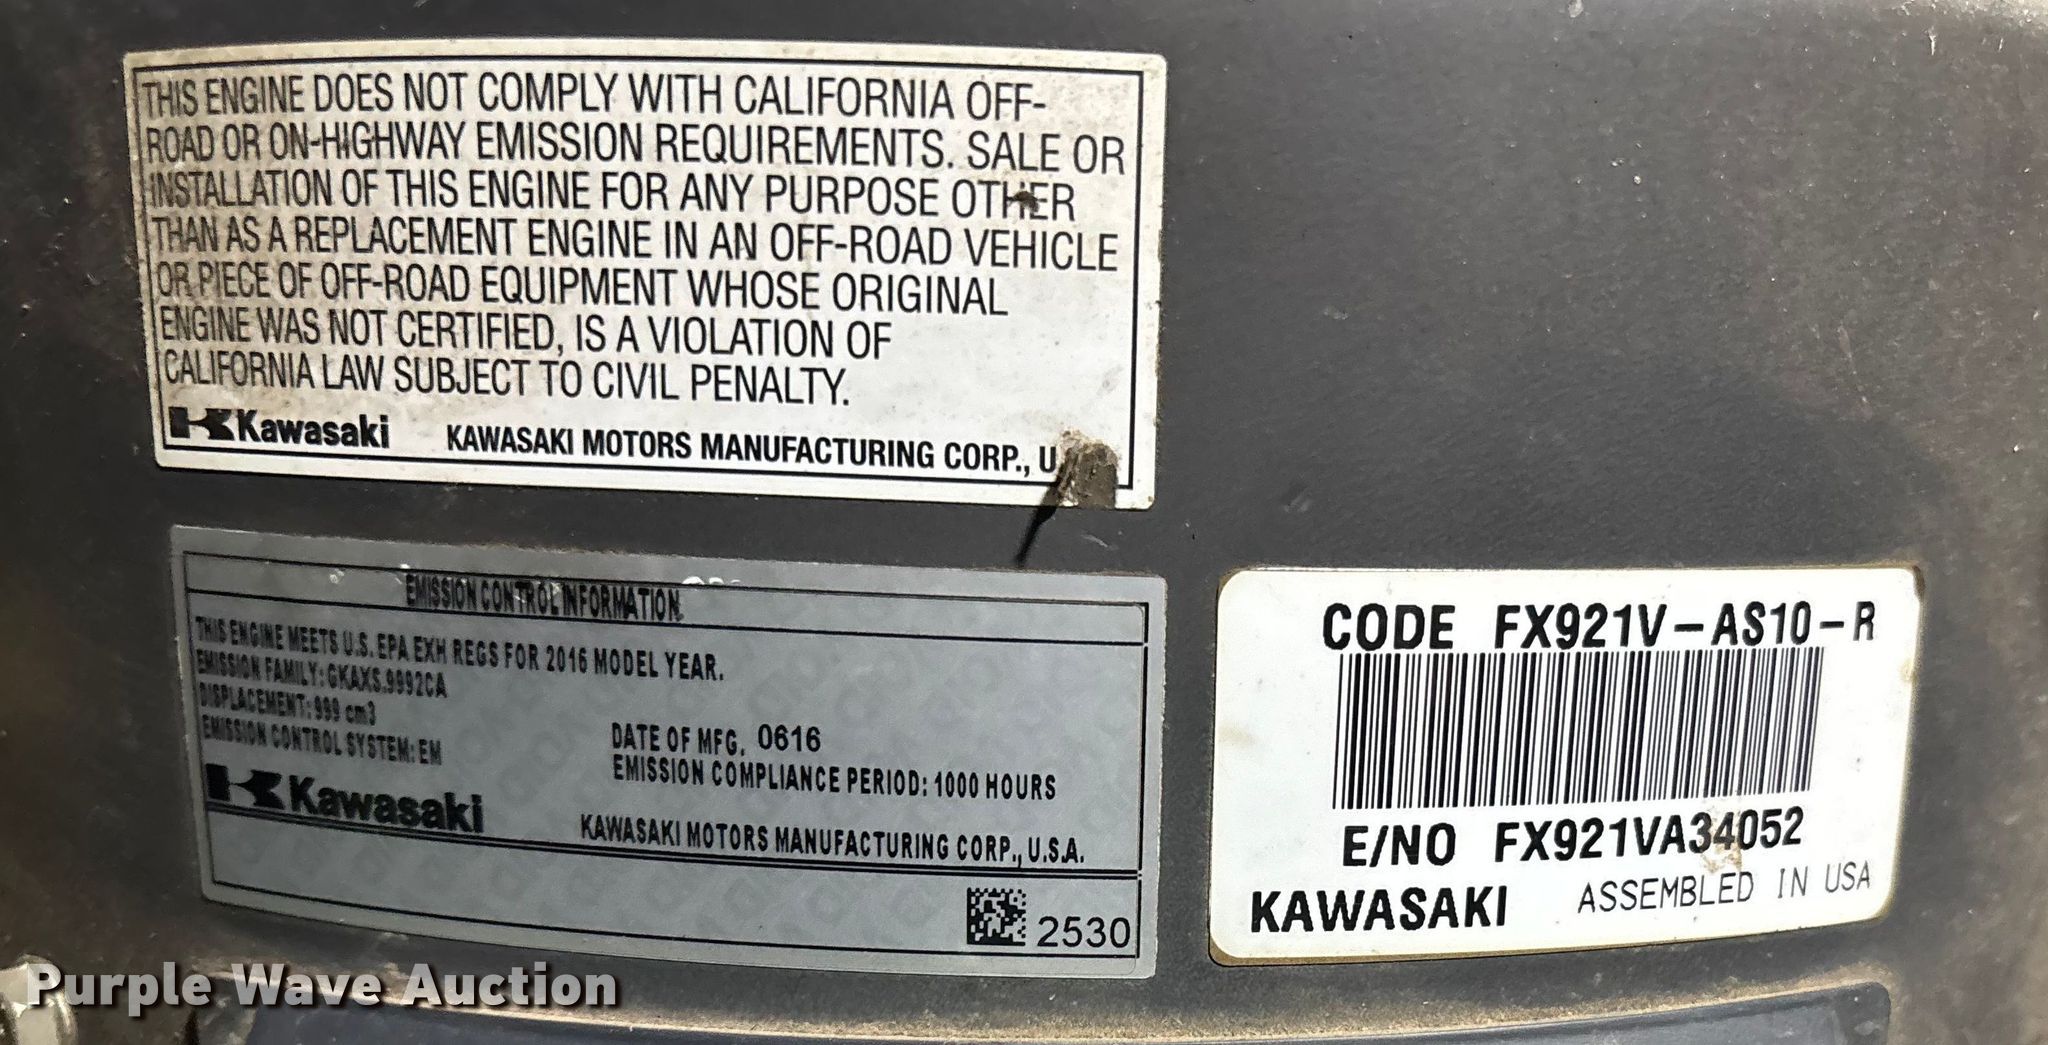 THIS ENGINE DOES NOT COMPLY WITH CALIFORNIA OFF-
ROAD OR ON-HIGHWAY EMISSION REQUIREMENTS. SALE OR
INSTALLATION OF THIS ENGINE FOR ANY PURPOSE OTHER
THAN AS A REPLACEMENT ENGINE IN AN OFF-ROAD VEHICLE
OR PIECE OF OFF-ROAD EQUIPMENT WHOSE ORIGINAL
ENGINE WAS NOT CERTIFIED, IS A VIOLATION OF
CALIFORNIA LAW SUBJECT TO CIVIL PENALTY.
Kawasaki KAWASAKI MOTORS MANUFACTURING CORP., U
EMISSION CONTROL INFORMATION
THIS ENGINE MEETS U.S. EPA EXH REGS FOR 2016 MODEL YEAR.
EMISSION FAMILY: GKAXS.9992CA
DISPLACEMENT: 999 cm3
EMISSION CONTROL SYSTEM: EM
DATE OF MFG. 0616
EMISSION COMPLIANCE PERIOD: 1000 HOURS
Kawasaki
KAWASAKI MOTORS MANUFACTURING CORP., U.S.A.
2530
CODE FX921V-AS10-R
E/NO FX921VA34052
KAWASAKI ASSEMBLED IN USA
Purple Wave Auction